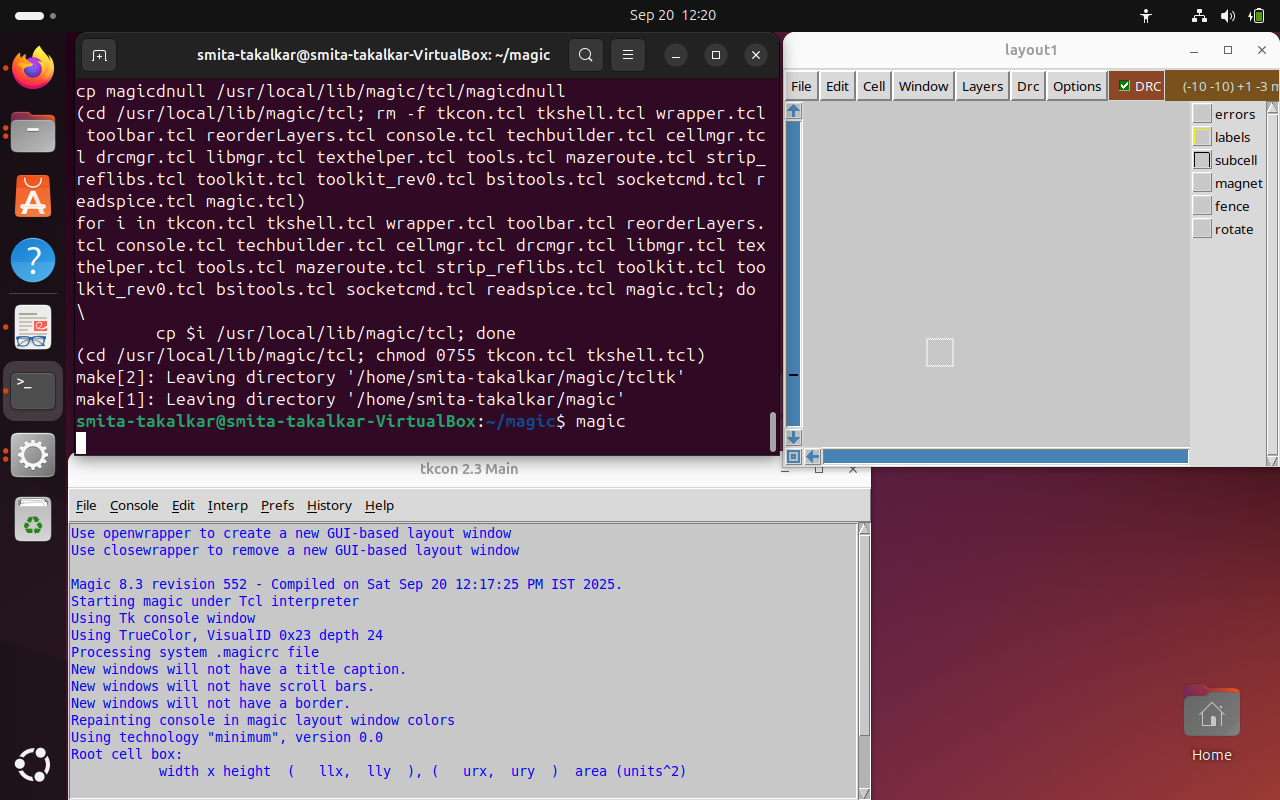 Sep 20 12:20
smita-takalkar@smita-takalkar-VirtualBox: ~/magic
cp magicdnull /usr/local/lib/magic/tcl/magicdnull
(cd /usr/local/lib/magic/tcl; rm -f tkcon.tcl tkshell.tcl wrapper.tcl
toolbar.tcl reorderLayers.tcl console.tcl techbuilder.tcl cellmgr.tc
l drcmgr.tcl libmgr.tcl texthelper.tcl tools.tcl mazeroute.tcl strip_
reflibs.tcl toolkit.tcl toolkit_rev0.tcl bsitools.tcl socketcmd.tcl r
eadspice.tcl magic.tcl)
for i in tkcon.tcl tkshell.tcl wrapper.tcl toolbar.tcl reorderLayers.
tcl console.tcl techbuilder.tcl cellmgr.tcl drcmgr.tcl libmgr.tcl tex
thelper.tcl tools.tcl mazeroute.tcl strip_reflibs.tcl toolkit.tcl too
lkit_rev0.tcl bsitools.tcl socketcmd.tcl readspice.tcl magic.tcl; do
\
cp $i /usr/local/lib/magic/tcl; done
(cd /usr/local/lib/magic/tcl; chmod 0755 tkcon.tcl tkshell.tcl)
make[2]: Leaving directory '/home/smita-takalkar/magic/tcltk'
make[1]: Leaving directory '/home/smita-takalkar/magic'
smita-takalkar@smita-takalkar-VirtualBox:~/magic$ magic
layout1
File Edit Cell Window Layers Drc Options DRC (-10 -10) +1 -3 m
errors
labels
subcell
magnet
fence
rotate
tkcon 2.3 Main
File Console Edit Interp Prefs History Help
Use openwrapper to create a new GUI-based layout window
Use closewrapper to remove a new GUI-based layout window
Magic 8.3 revision 552 - Compiled on Sat Sep 20 12:17:25 PM IST 2025.
Starting magic under Tcl interpreter
Using Tk console window
Using TrueColor, VisualID 0x23 depth 24
Processing system .magicrc file
New windows will not have a title caption.
New windows will not have scroll bars.
New windows will not have a border.
Repainting console in magic layout window colors
Using technology "minimum", version 0.0
Root cell box:
width x height ( llx, lly ), ( urx, ury ) area (units^2)
Home